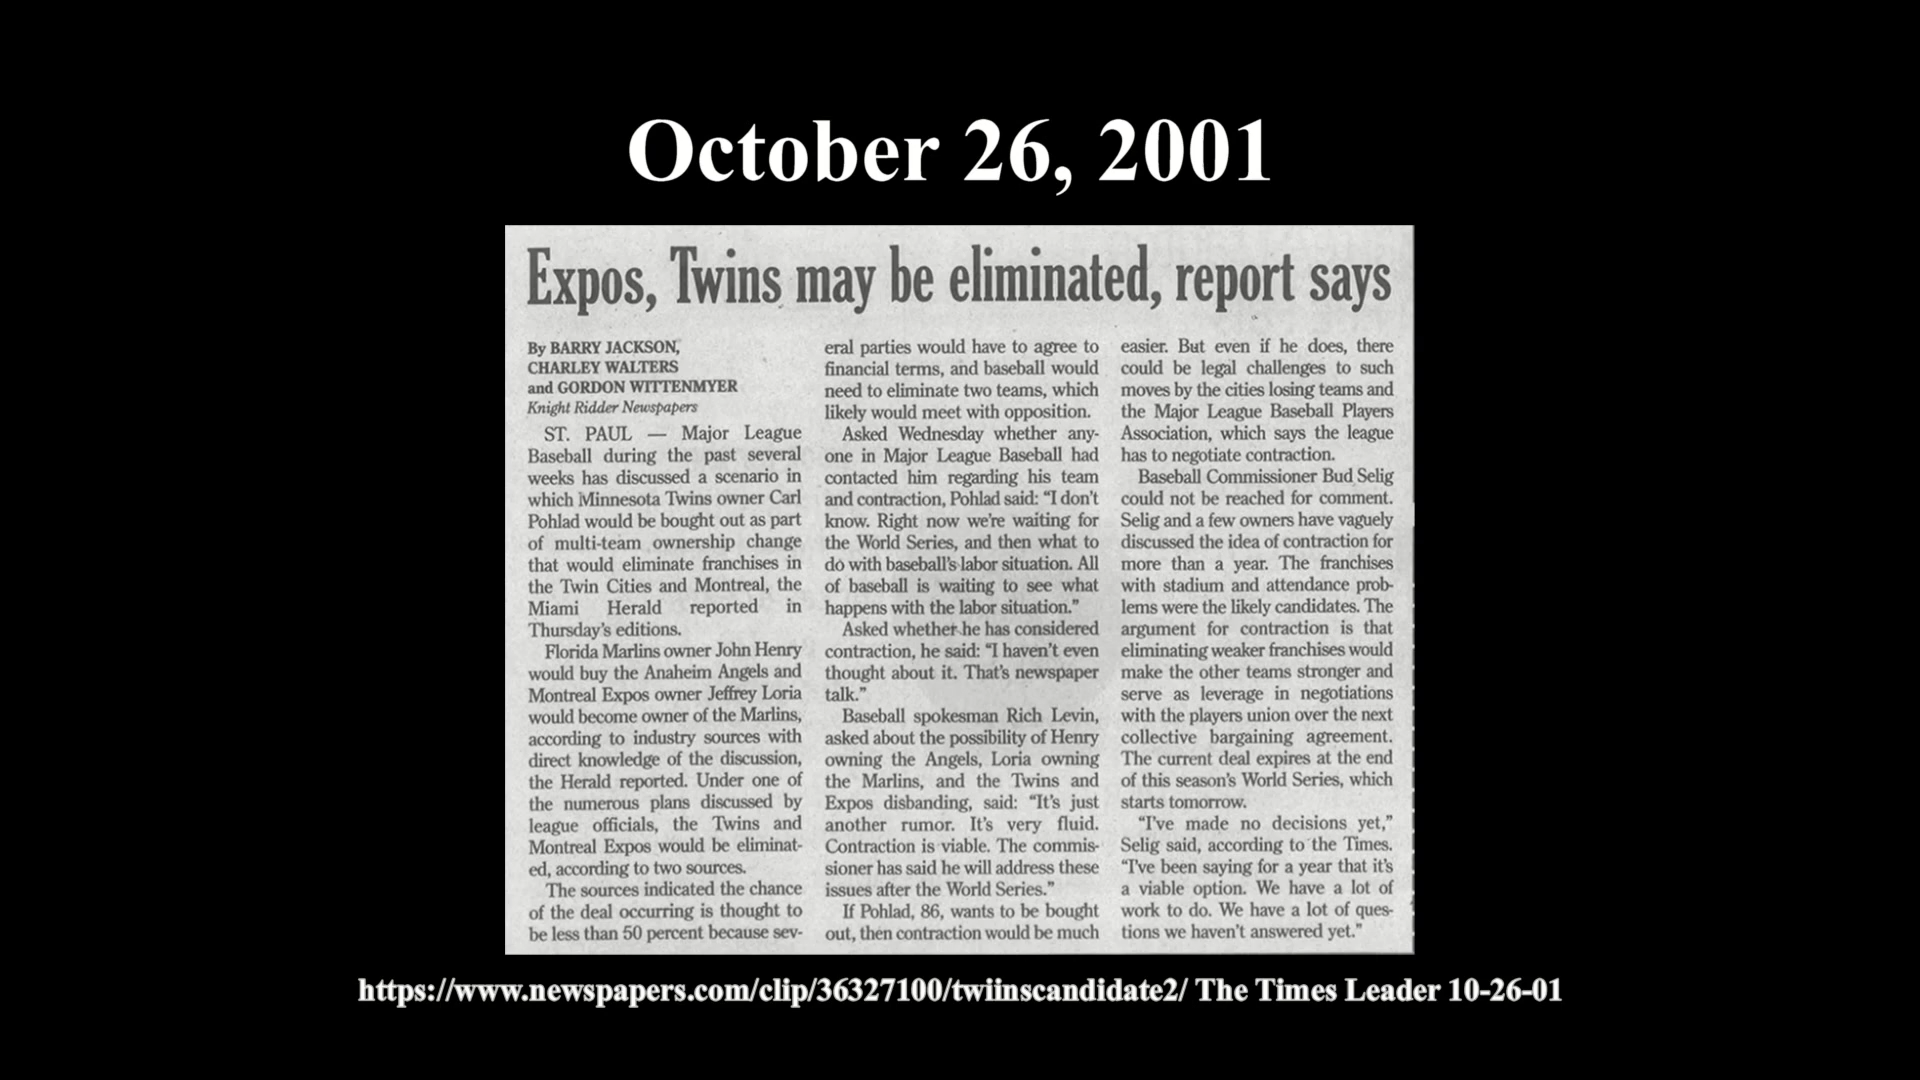 October 26, 2001
Expos, Twins may be eliminated, report says
By BARRY JACKSON,
CHARLEY WALTERS
and GORDON WITTENMYER
Knight Ridder Newspapers
ST. PAUL — Major League
Baseball during the past several
weeks has discussed a scenario in
which Minnesota Twins owner Carl
Pohlad would be bought out as part
of multi-team ownership change
that would eliminate franchises in
the Twin Cities and Montreal, the
Miami Herald reported in
Thursday's editions.
Florida Marlins owner John Henry
would buy the Anaheim Angels and
Montreal Expos owner Jeffrey Loria
would become owner of the Marlins,
according to industry sources with
direct knowledge of the discussion,
the Herald reported. Under one of
the numerous plans discussed by
league officials, the Twins and
Montreal Expos would be eliminat-
ed, according to two sources.
The sources indicated the chance
of the deal occurring is thought to
be less than 50 percent because sev-
eral parties would have to agree to
financial terms, and baseball would
need to eliminate two teams, which
likely would meet with opposition.
Asked Wednesday whether any-
one in Major League Baseball had
contacted him regarding his team
and contraction, Pohlad said: “I don't
know. Right now we're waiting for
the World Series, and then what to
do with baseball's labor situation. All
of baseball is waiting to see what
happens with the labor situation.”
Asked whether he has considered
contraction, he said: “I haven't even
thought about it. That's newspaper
talk.”
Baseball spokesman Rich Levin,
asked about the possibility of Henry
owning the Angels, Loria owning
the Marlins, and the Twins and
Expos disbanding, said: “It's just
another rumor. It's very fluid.
Contraction is viable. The commis-
sioner has said he will address these
issues after the World Series.”
If Pohlad, 86, wants to be bought
out, then contraction would be much
easier. But even if he does, there
could be legal challenges to such
moves by the cities losing teams and
the Major League Baseball Players
Association, which says the league
has to negotiate contraction.
Baseball Commissioner Bud Selig
could not be reached for comment.
Selig and a few owners have vaguely
discussed the idea of contraction for
more than a year. The franchises
with stadium and attendance prob-
lems were the likely candidates. The
argument for contraction is that
eliminating weaker franchises would
make the other teams stronger and
serve as leverage in negotiations
with the players union over the next
collective bargaining agreement.
The current deal expires at the end
of this season's World Series, which
starts tomorrow.
“I've made no decisions yet,”
Selig said, according to the Times.
“I've been saying for a year that it's
a viable option. We have a lot of
work to do. We have a lot of ques-
tions we haven't answered yet.”
https://www.newspapers.com/clip/36327100/twiinscandidate2/ The Times Leader 10-26-01